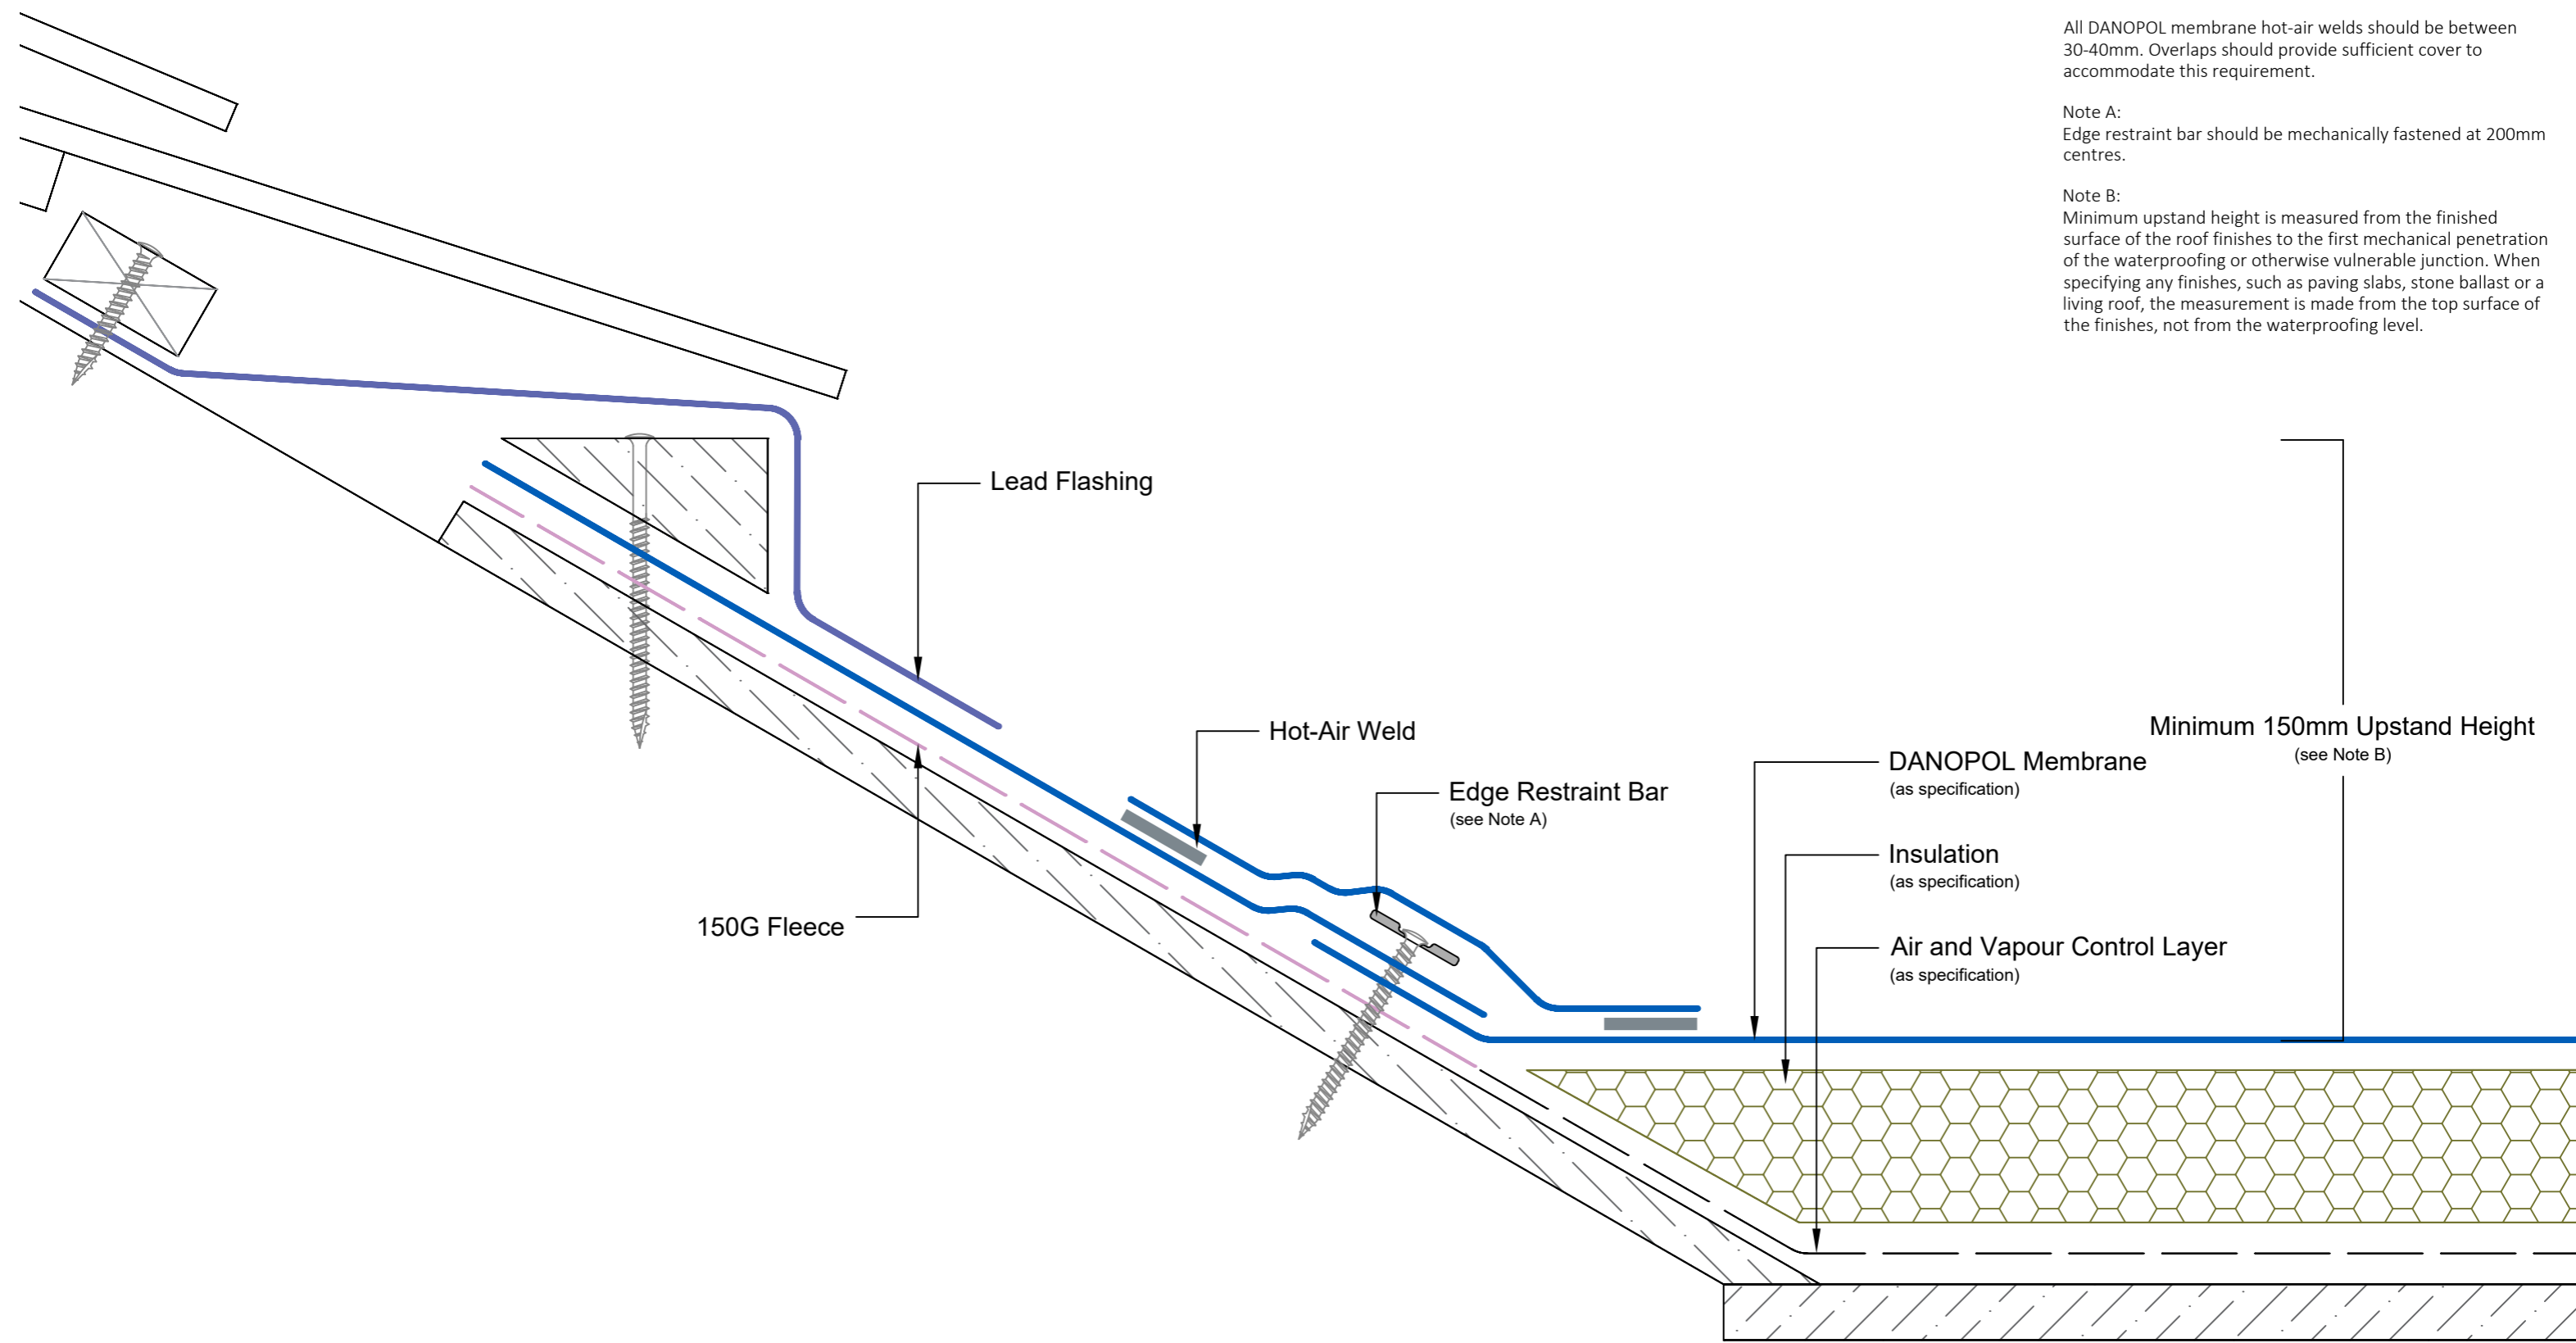 All DANOPOL membrane hot-air welds should be between
30-40mm. Overlaps should provide sufficient cover to
accommodate this requirement.
Note A:
Edge restraint bar should be mechanically fastened at 200mm
centres.
Note B:
Minimum upstand height is measured from the finished
surface of the roof finishes to the first mechanical penetration
of the waterproofing or otherwise vulnerable junction. When
specifying any finishes, such as paving slabs, stone ballast or a
living roof, the measurement is made from the top surface of
the finishes, not from the waterproofing level.
Lead Flashing
Hot-Air Weld
Edge Restraint Bar
(see Note A)
150G Fleece
Minimum 150mm Upstand Height
(see Note B)
DANOPOL Membrane
(as specification)
Insulation
(as specification)
Air and Vapour Control Layer
(as specification)